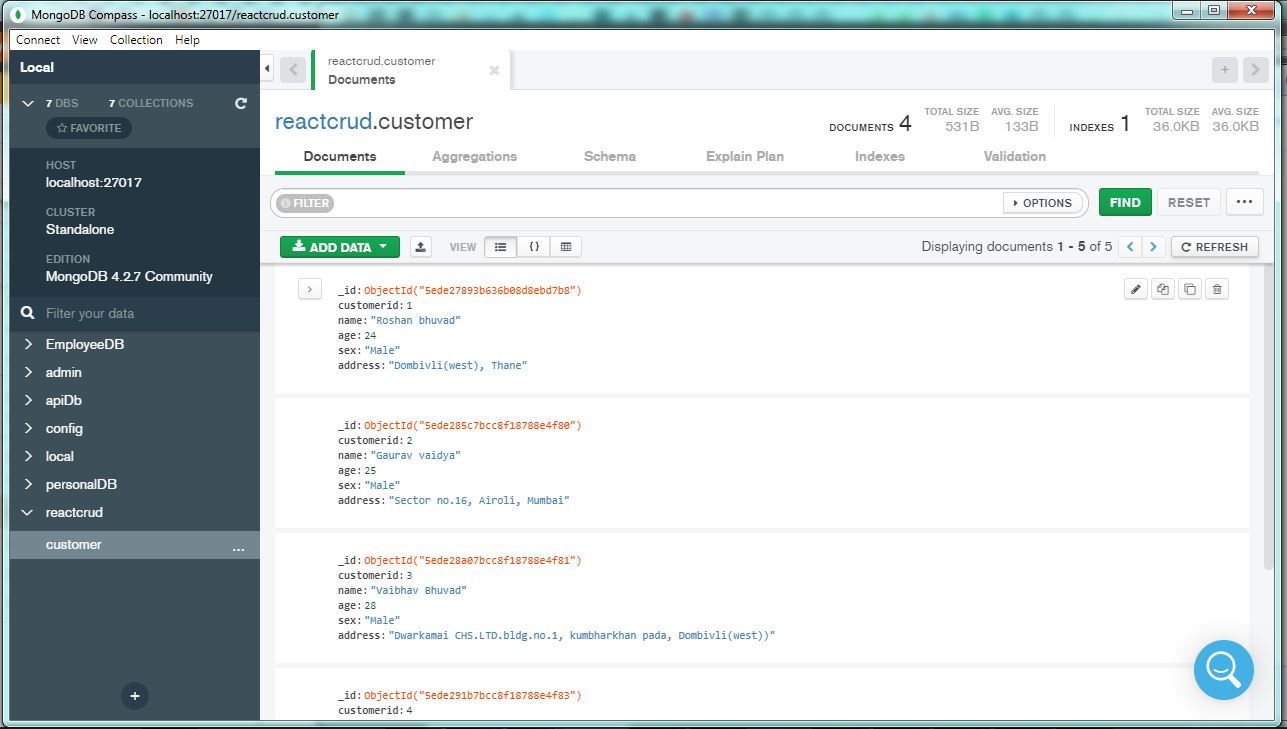 MongoDB Compass - localhost:27017/reactcrud.customer
Connect View Collection Help
Local
7 DBS 7 COLLECTIONS
FAVORITE
HOST
localhost:27017
CLUSTER
Standalone
EDITION
MongoDB 4.2.7 Community
Filter your data
EmployeeDB
admin
apiDb
config
local
personalDB
reactcrud
customer ...
reactcrud.customer
Documents
reactcrud.customer
DOCUMENTS 4 TOTAL SIZE 531B AVG. SIZE 133B INDEXES 1 TOTAL SIZE 36.0KB AVG. SIZE 36.0KB
Documents Aggregations Schema Explain Plan Indexes Validation
FILTER OPTIONS FIND RESET ...
ADD DATA VIEW {} Displaying documents 1 - 5 of 5 < > REFRESH
_id: ObjectId("5ede27893b636b08d8ebd7b8")
customerid: 1
name: "Roshan bhuvad"
age: 24
sex: "Male"
address: "Dombivli(west), Thane"
_id: ObjectId("5ede285c7bcc8f18788e4f80")
customerid: 2
name: "Gaurav vaidya"
age: 25
sex: "Male"
address: "Sector no.16, Airoli, Mumbai"
_id: ObjectId("5ede28a07bcc8f18788e4f81")
customerid: 3
name: "Vaibhav Bhuvad"
age: 28
sex: "Male"
address: "Dwarkamai CHS.LTD.bldg.no.1, kumbharkhan pada, Dombivli(west))"
_id: ObjectId("5ede291b7bcc8f18788e4f83")
customerid: 4